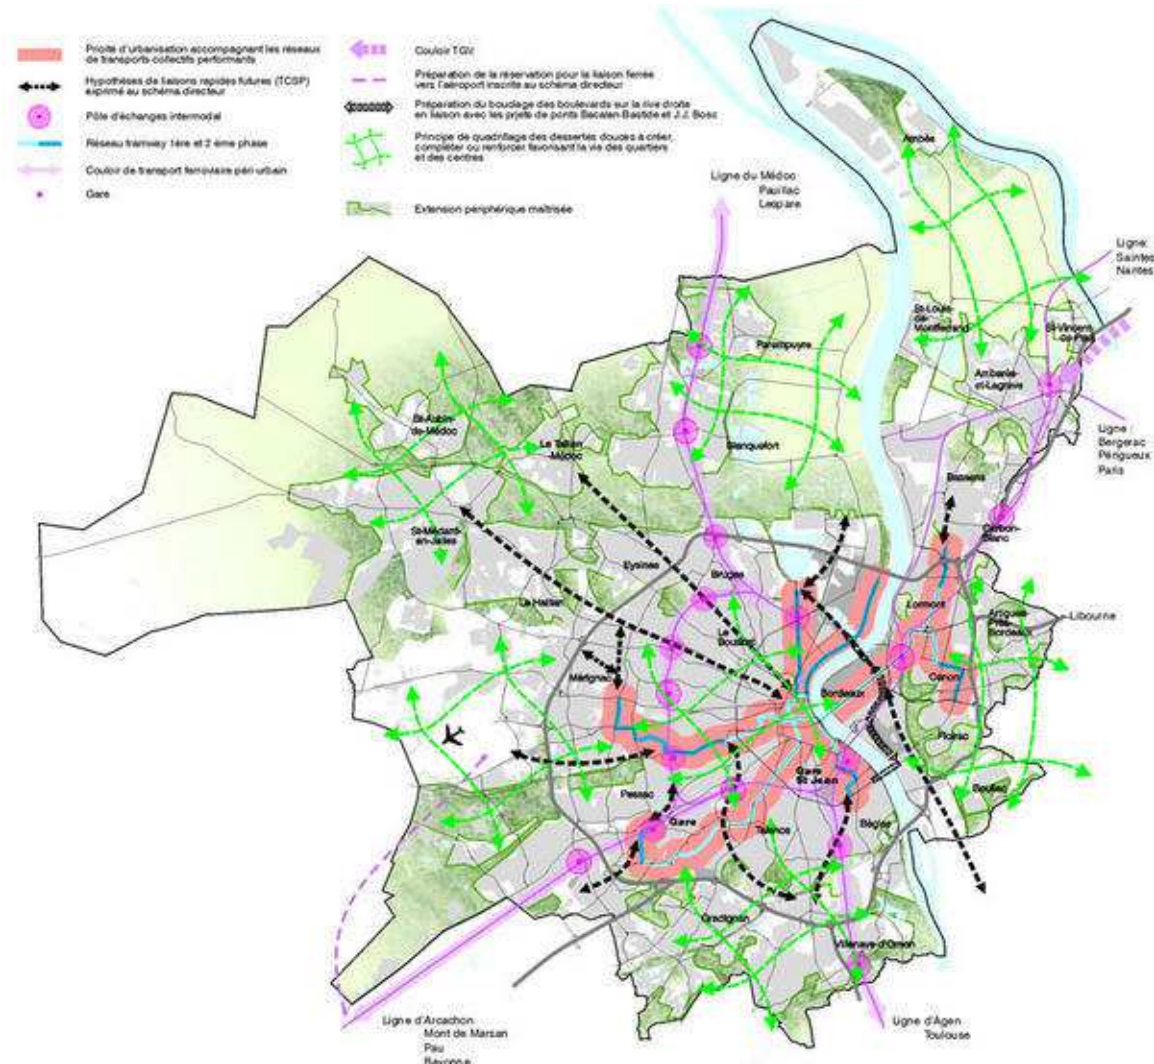 Priorité d'urbanisation accompagnant les réseaux
de transports collectifs performants
Hypothèses de liaisons rapides futures (TCSP)
exprimé au schéma directeur
Pôle d'échanges intermodal
Réseau tramway 1ère et 2 ème phase
Couloir de transport ferroviaire péri urbain
Gare
Couloir TGV
Préparation de la réservation pour la liaison ferrée
vers l'aéroport inscrite au schéma directeur
Préparation du bouclage des boulevards sur la rive droite
en liaison avec les projets de ponts Bacalan-Bastide et J.J. Bosc
Principe de quadrillage des dessertes douces à créer,
compléter ou renforcer favorisant la vie des quartiers
et des centres
Extension périphérique maîtrisée
Ligne du Médoc
Pauillac
Lesparre
Ambès
Ligne
Saintes
Nantes
St-Louis-
de-
Montferrand
St-Vincent-
de-Paul
Parempuyre
Ambarès-
et-Lagrave
St-Aubin-
de-Médoc
Le Taillan
-Médoc
Blanquefort
Ligne :
Bergerac
Périgueux
Paris
Bassens
St-Médard-
en-Jalles
Carbon-
Blanc
Eysines
Bruges
Le Haillan
Lormont
Artigues-
Près-
Bordeaux
Libourne
Le Bouscat
Mérignac
Bordeaux
Cenon
Floirac
Gare
St Jean
Bouliac
Pessac
Gare
Talence
Bègles
Gradignan
Villenave-d'Ornon
Ligne d'Arcachon
Mont de Marsan
Pau
Bayonne
Ligne d'Agen
Toulouse